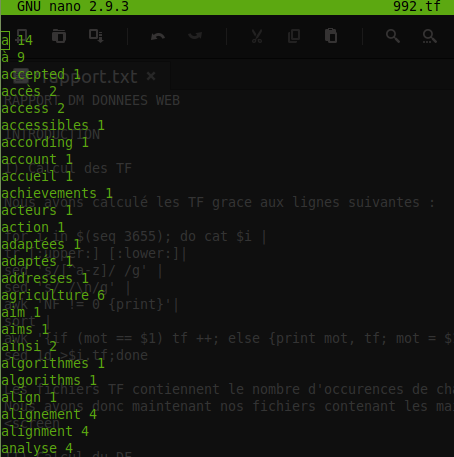 GNU nano 2.9.3 992.tf
a 14
à 9
accepted 1
accès 2
access 2
accessibles 1
according 1
account 1
accueil 1
achievements 1
acteurs 1
action 1
adaptées 1
adaptés 1
addresses 1
agriculture 6
aim 1
aims 1
ainsi 2
algorithmes 1
algorithms 1
align 1
alignement 4
alignment 4
analyse 4
rapport.txt ×
RAPPORT DM DONNEES WEB
INTRODUCTION
1) Calcul des TF
Nous avons calculé les TF grace aux lignes suivantes :
for i in $(seq 3655); do cat $i |
tr [:upper:] [:lower:]|
sed 's/[^a-z]/ /g' |
sed 's/ /\n/g' |
awk 'NF != 0 {print}'|
sort |
awk '{if (mot == $1) tf ++; else {print mot, tf; mot = $
sed 1d >$i.tf;done
Les fichiers TF contiennent le nombre d'occurences de cha
Nous avons donc maintenant nos fichiers contenant les ma
<screen
Calcul du DF